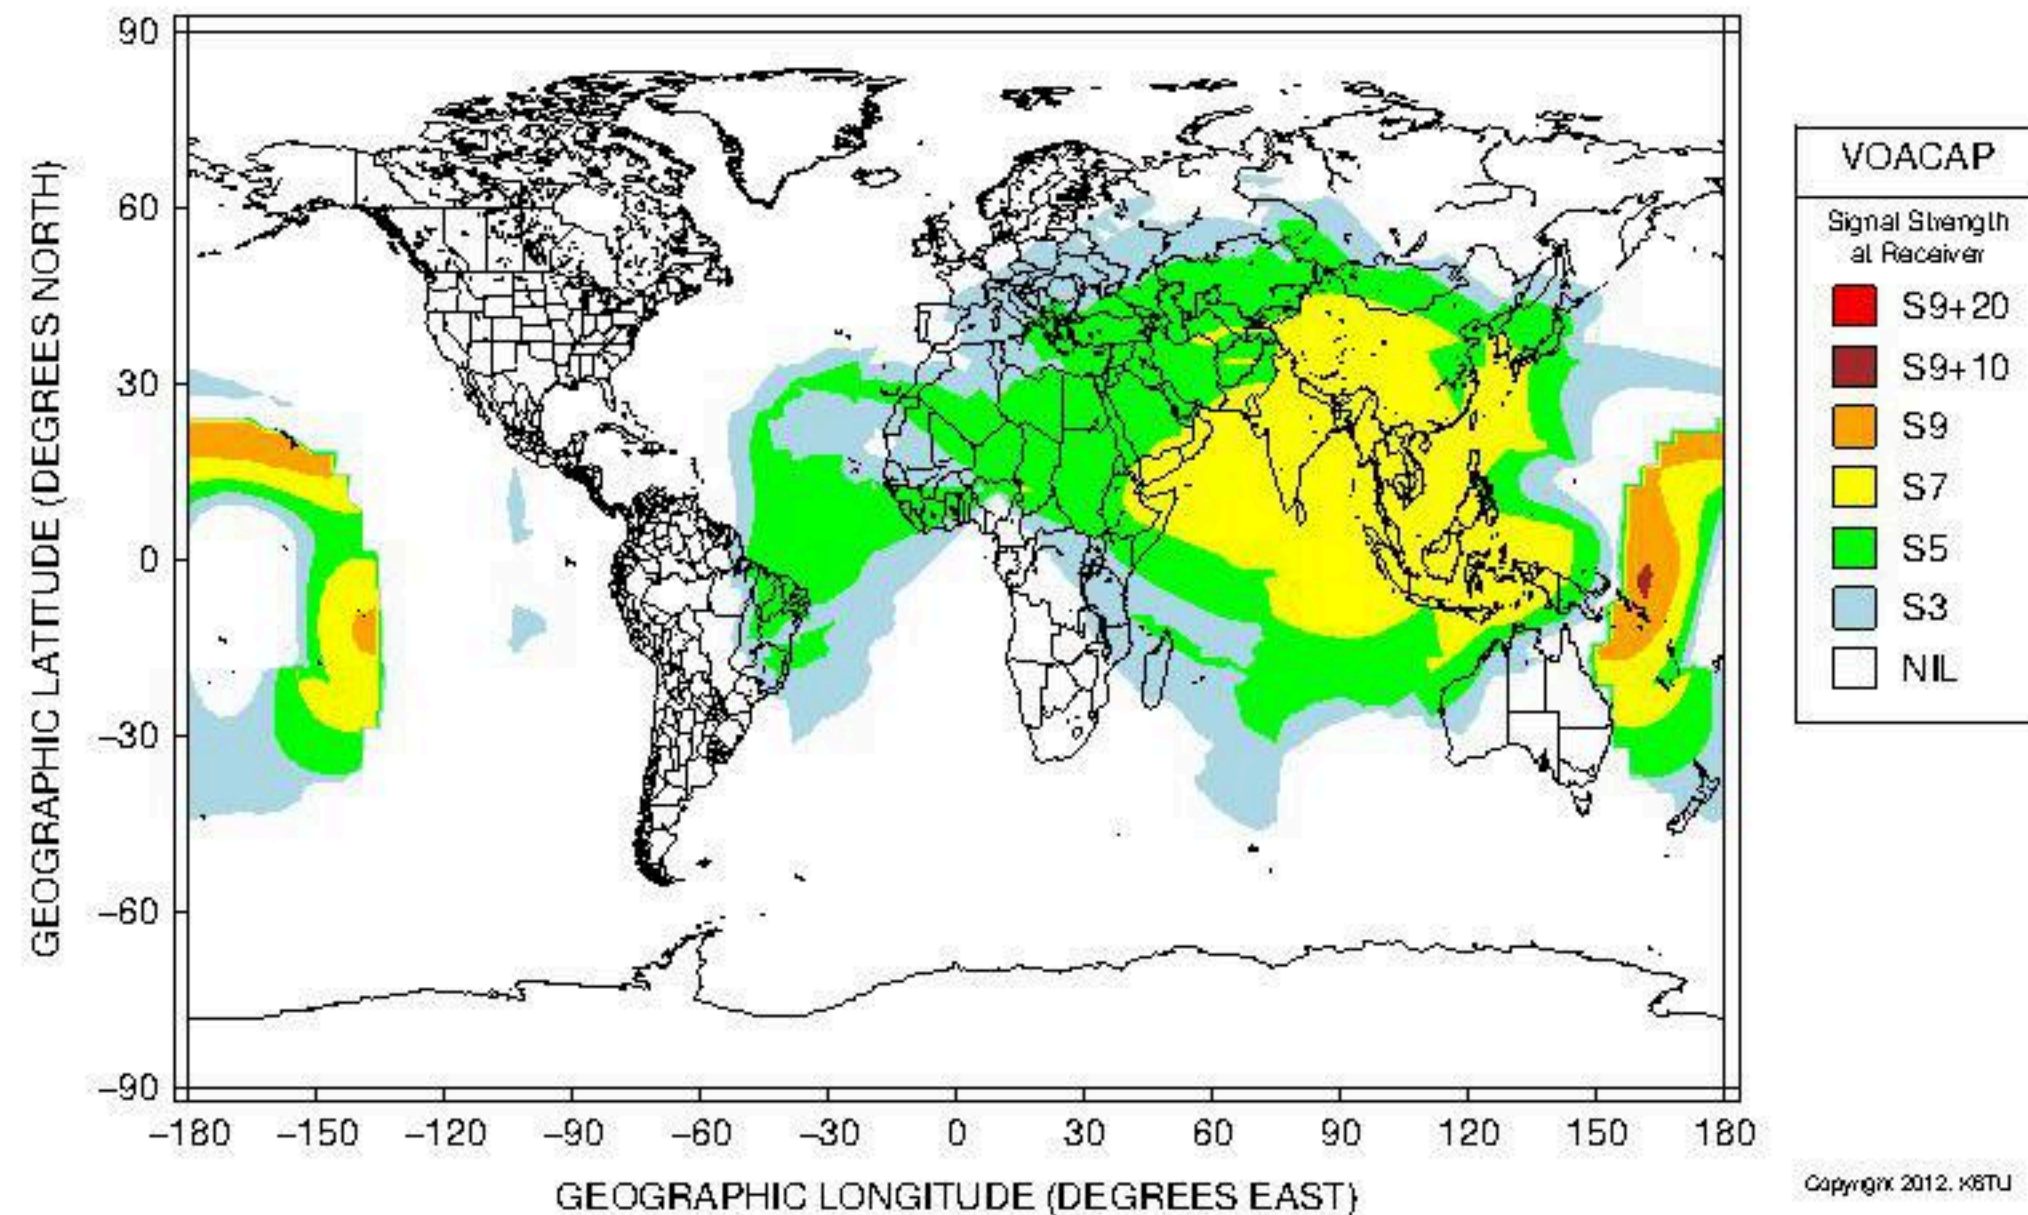 90
60
30
0
−30
−60
−90
GEOGRAPHIC LATITUDE (DEGREES NORTH)
−180 −150 −120 −90 −60 −30 0 30 60 90 120 150 180
GEOGRAPHIC LONGITUDE (DEGREES EAST)
VOACAP
Signal Strength
at Receiver
S9+20
S9+10
S9
S7
S5
S3
NIL
Copyright 2012. K6TU